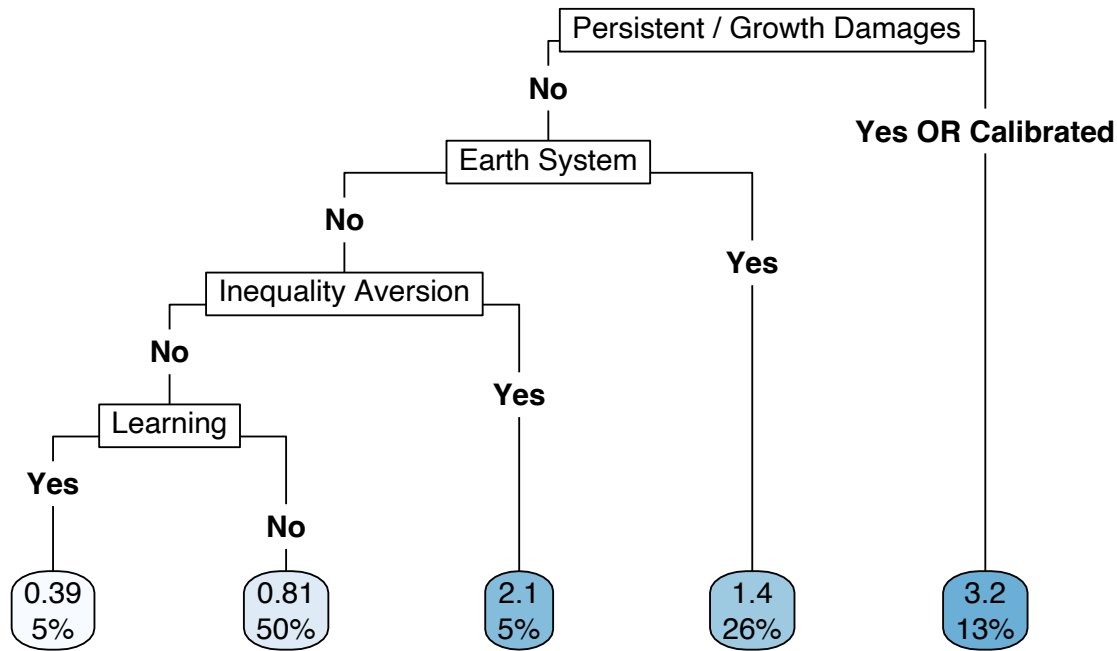 Persistent / Growth Damages
No
Yes OR Calibrated
Earth System
No
Yes
Inequality Aversion
No
Yes
Learning
Yes
No
0.39
5%
0.81
50%
2.1
5%
1.4
26%
3.2
13%